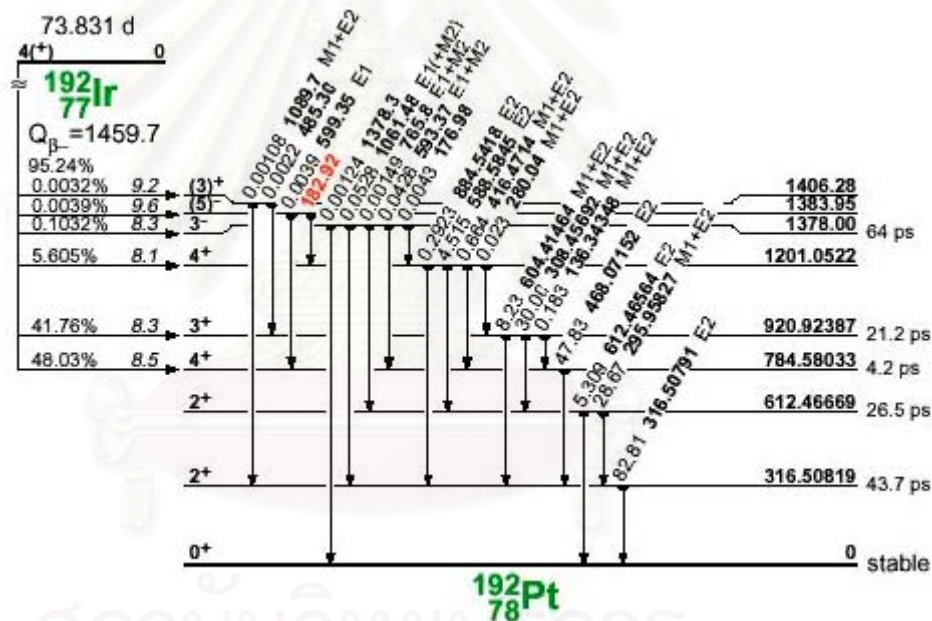 73.831 d
4(+) 0
192
77Ir
Qβ−=1459.7
95.24%
0.0032% 9.2 (3)+ 1406.28
0.0039% 9.6 (5)- 1383.95
0.1032% 8.3 3- 1378.00 64 ps
5.605% 8.1 4+ 1201.0522
41.76% 8.3 3+ 920.92387 21.2 ps
48.03% 8.5 4+ 784.58033 4.2 ps
2+ 612.46669 26.5 ps
2+ 316.50819 43.7 ps
0+ 0 stable
0.00108 1089.7 M1+E2
0.0022 485.30
0.0039 599.35 E1
182.92
0.00124 1378.3
0.0528 1061.48 E1(+M2)
0.00149 765.8 E1+M2
0.0426 593.37 E1+M2
0.0043 176.98
0.2923 884.5418 E2
4.515 588.5845 E2
0.664 416.4714 M1+E2
0.023 280.04 M1+E2
8.23 604.41464 M1+E2
30.00 308.45692 M1+E2
0.183 136.34348 M1+E2
47.83 468.07152 E2
5.309 612.46564 E2
28.67 295.95827 M1+E2
82.81 316.50791 E2
192
78Pt